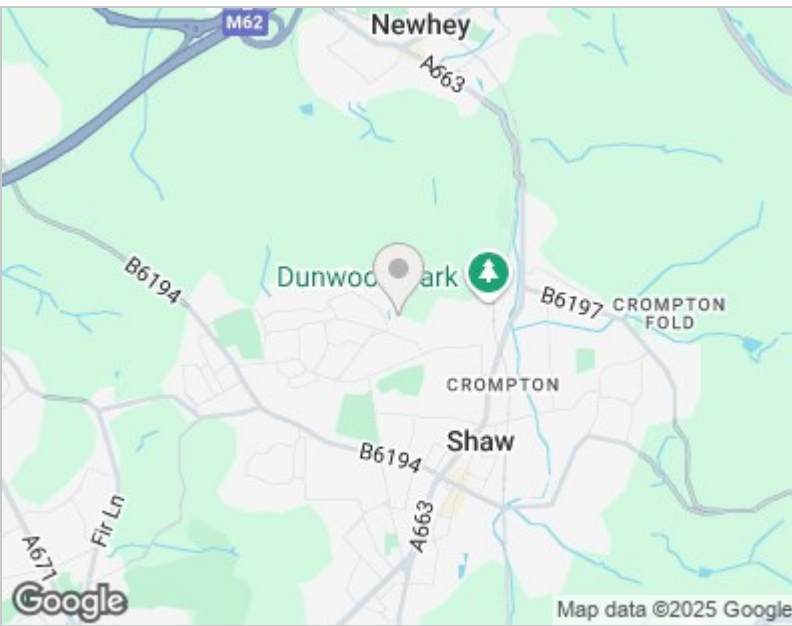 M62
Newhey
A663
B6194
Dunwood Park
B6197
CROMPTON
FOLD
CROMPTON
Shaw
B6194
A663
Fir Ln
A671
Google
Map data ©2025 Google